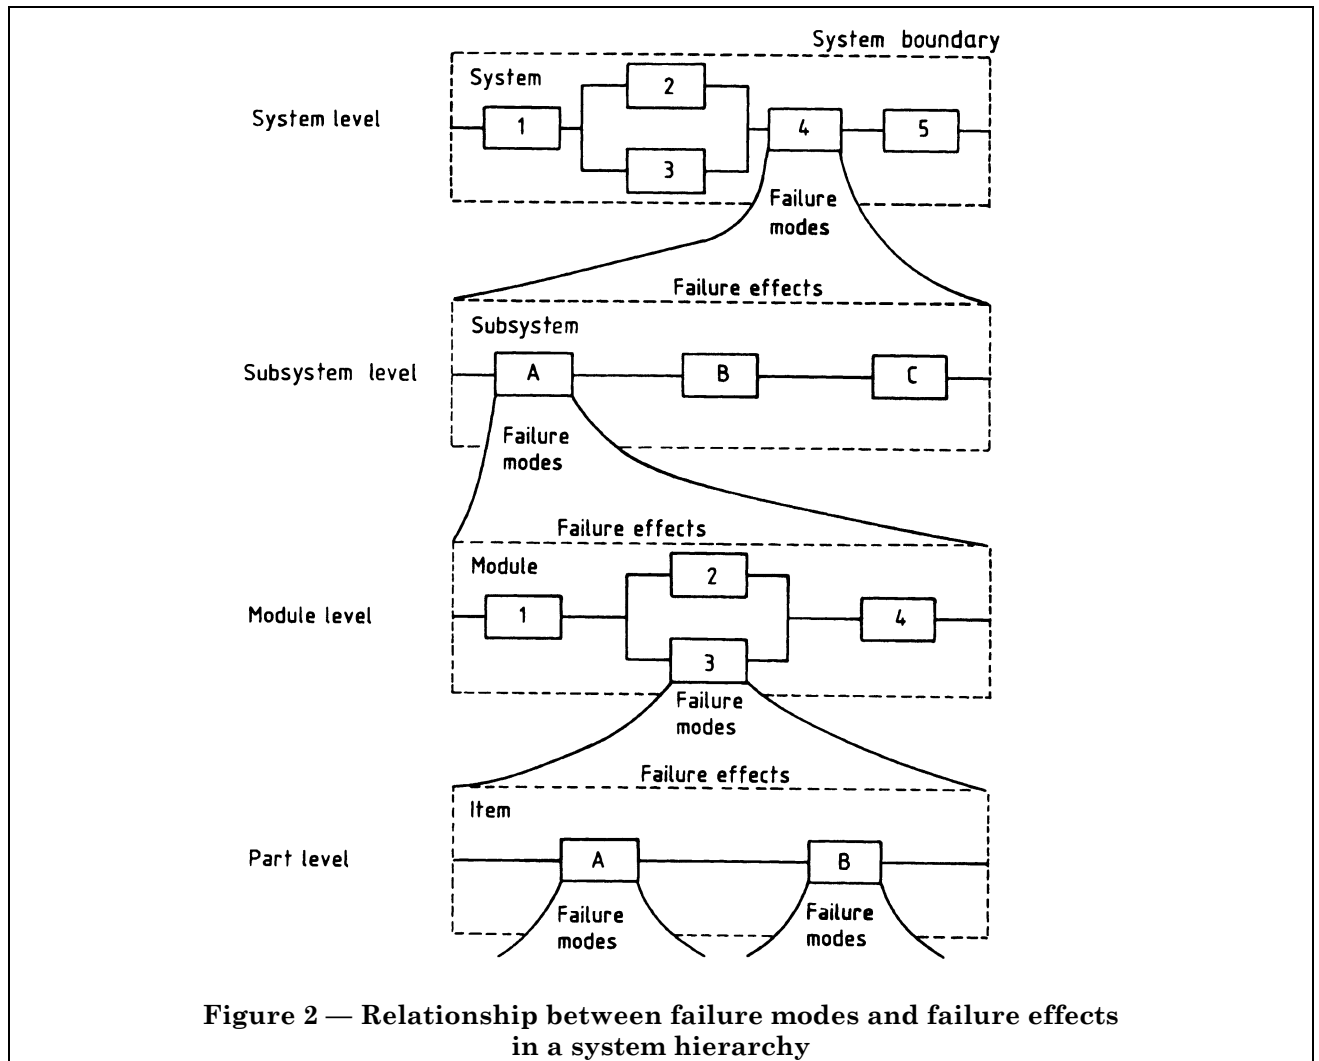 System boundary
System
2
System level
1
4
5
3
Failure
modes
Failure effects
Subsystem
Subsystem level
A
B
C
Failure
modes
Failure effects
Module
2
Module level
1
4
3
Failure
modes
Failure effects
Item
Part level
A
B
Failure
modes
Failure
modes
Figure 2 — Relationship between failure modes and failure effects
in a system hierarchy